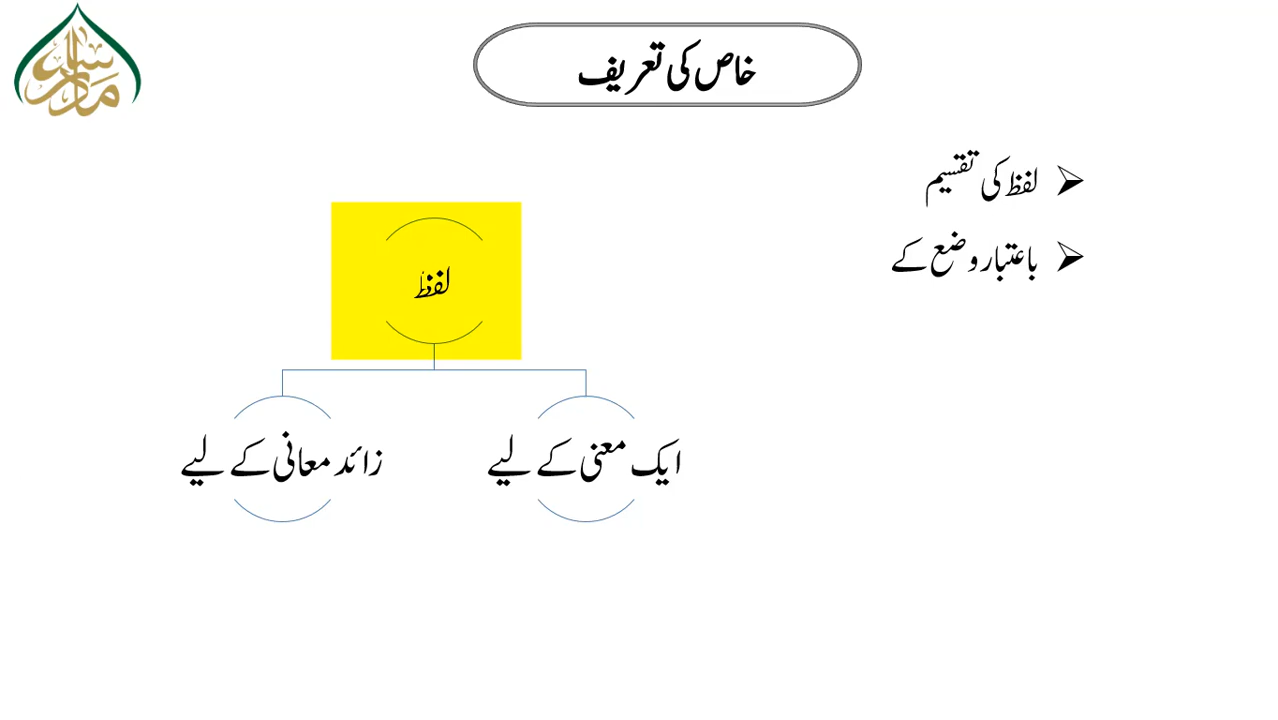 خاص کی تعریف
لفظ کی تقسیم
باعتبار وضع کے
لفظ
ایک معنی کے لیے
زائد معانی کے لیے